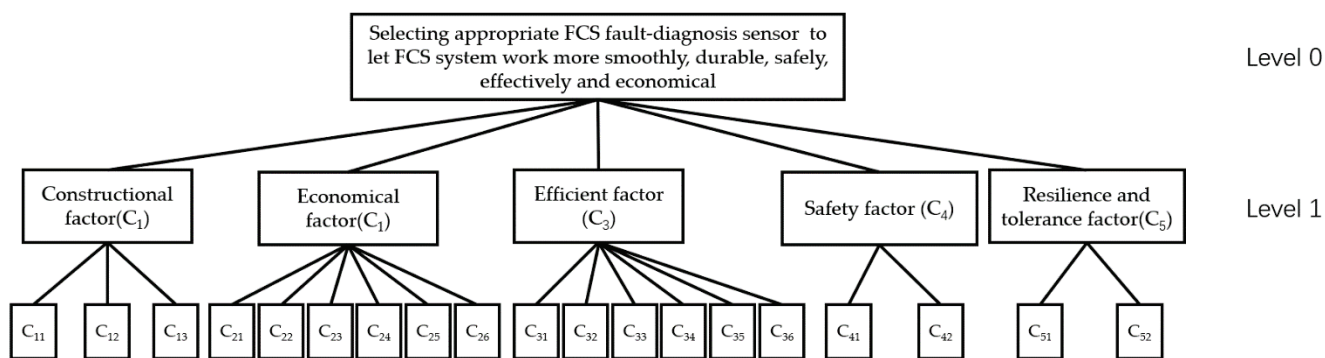 Selecting appropriate FCS fault-diagnosis sensor to
let FCS system work more smoothly, durable, safely,
effectively and economical
Level 0
Constructional
factor(C₁)
Economical
factor(C₁)
Efficient factor
(C₃)
Safety factor (C₄)
Resilience and
tolerance factor(C₅)
Level 1
C₁₁
C₁₂
C₁₃
C₂₁
C₂₂
C₂₃
C₂₄
C₂₅
C₂₆
C₃₁
C₃₂
C₃₃
C₃₄
C₃₅
C₃₆
C₄₁
C₄₂
C₅₁
C₅₂